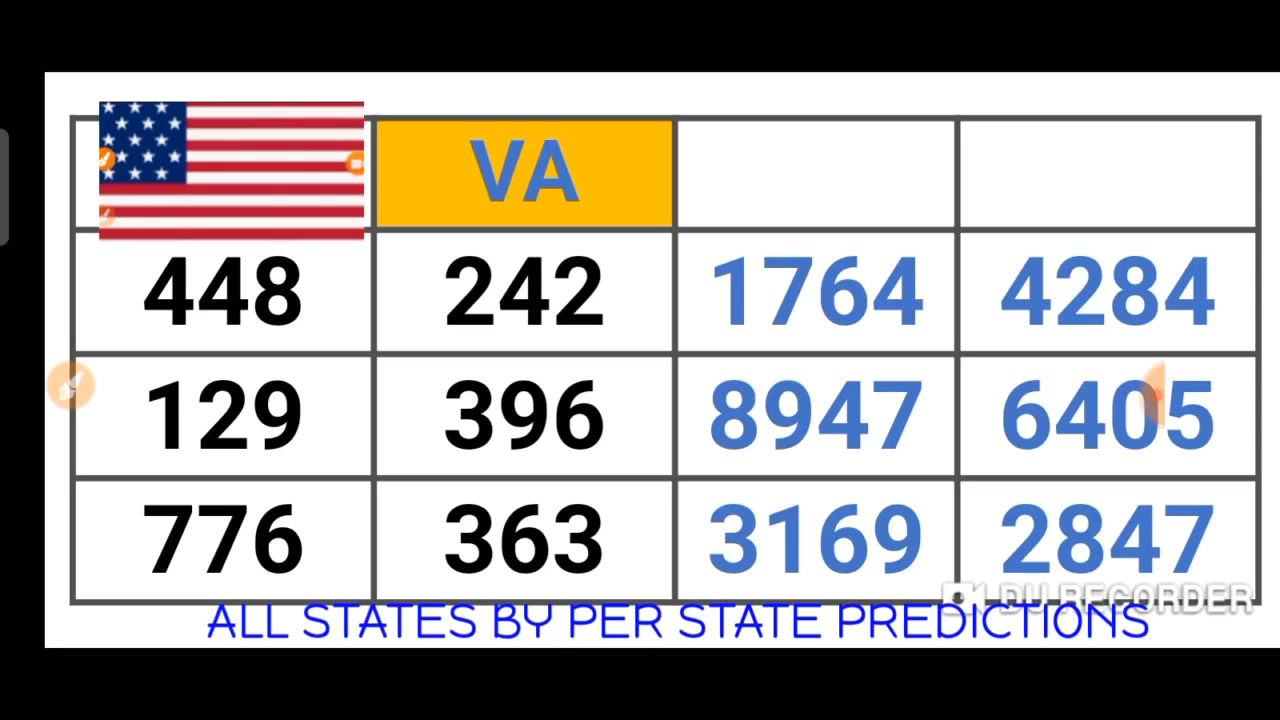 VA
448 242 1764 4284
129 396 8947 6405
776 363 3169 2847
DU RECORDER
ALL STATES BY PER STATE PREDICTIONS